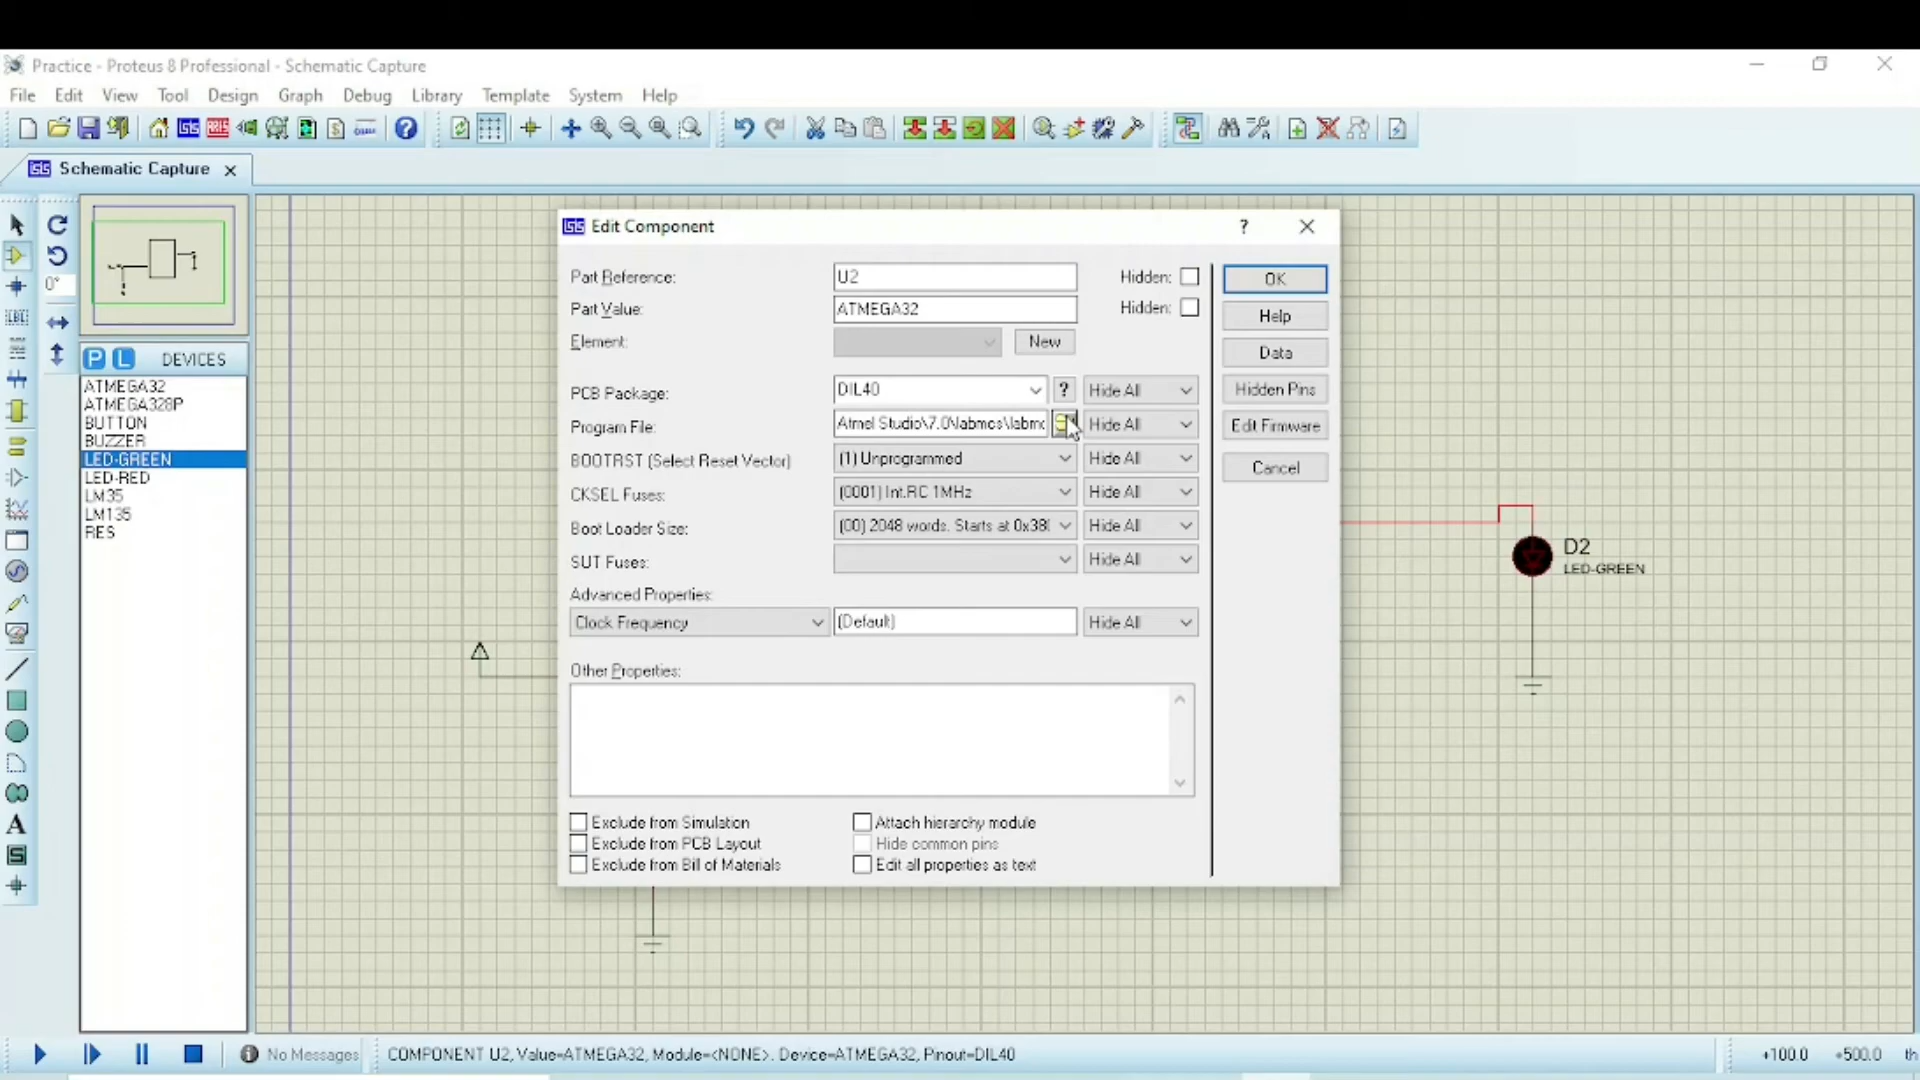 Practice - Proteus 8 Professional - Schematic Capture
File Edit View Tool Design Graph Debug Library Template System Help
Schematic Capture
Edit Component
Part Reference: U2 Hidden:
Part Value: ATMEGA32 Hidden:
Element: New
PCB Package: DIL40 ? Hide All
Program File: Atmel Studio\7.0\labmcs\labmc Hide All
BOOTRST (Select Reset Vector) (1) Unprogrammed Hide All
CKSEL Fuses: (0001) Int.RC 1MHz Hide All
Boot Loader Size: (00) 2048 words. Starts at 0x38 Hide All
SUT Fuses: Hide All
Advanced Properties:
Clock Frequency (Default) Hide All
Other Properties:
Exclude from Simulation Attach hierarchy module
Exclude from PCB Layout Hide common pins
Exclude from Bill of Materials Edit all properties as text
OK
Help
Data
Hidden Pins
Edit Firmware
Cancel
0°
LBL
A
S
P L DEVICES
ATMEGA32
ATMEGA328P
BUTTON
BUZZER
LED-GREEN
LED-RED
LM35
LM135
RES
D2
LED-GREEN
No Messages COMPONENT U2, Value=ATMEGA32, Module=<NONE>. Device=ATMEGA32, Pinout=DIL40 +100.0 +500.0 th